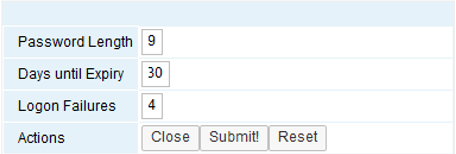 Password Length 9
Days until Expiry 30
Logon Failures 4
Actions Close Submit! Reset